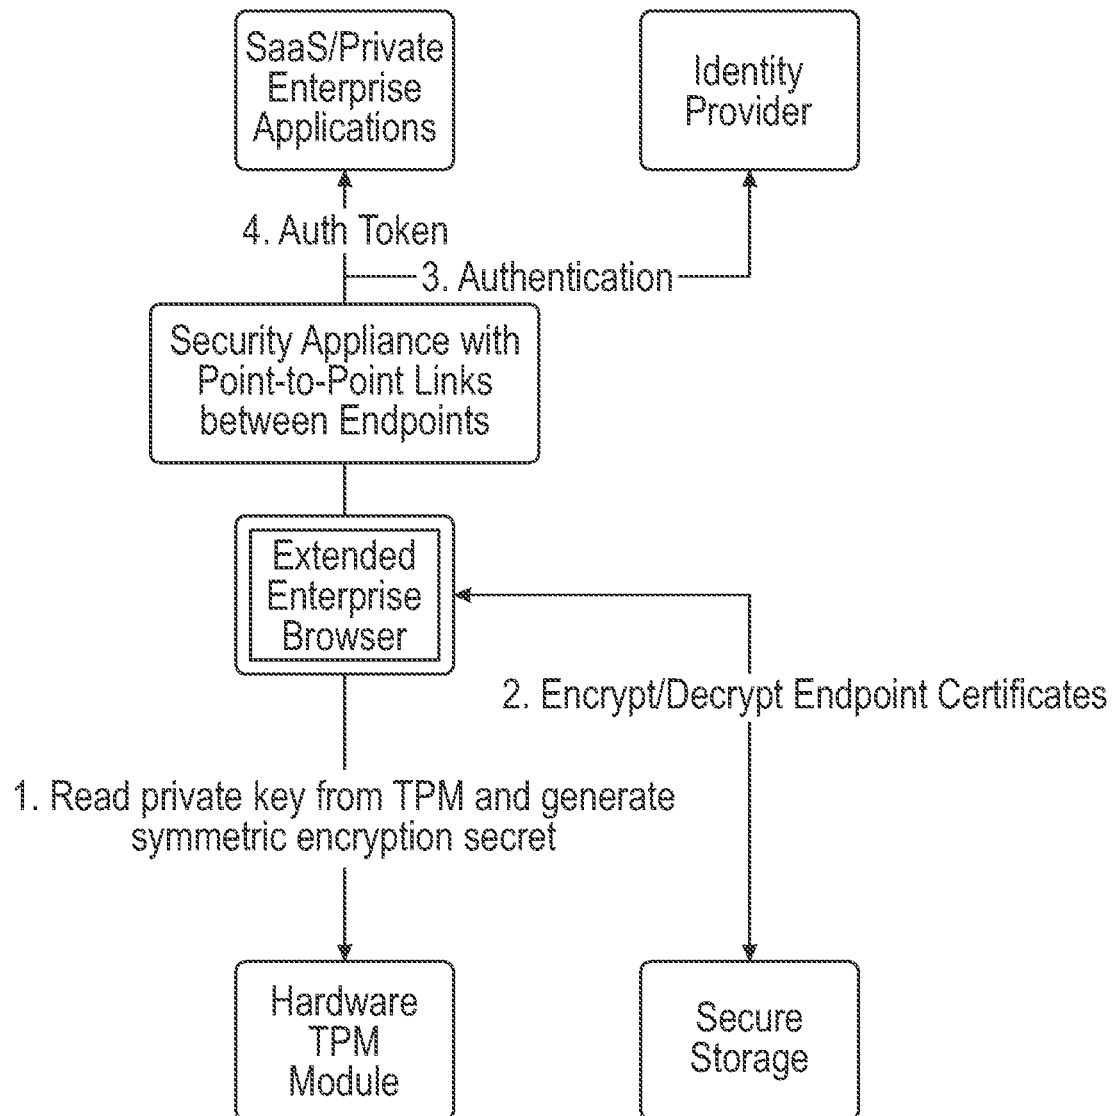 SaaS/Private
Enterprise
Applications
Identity
Provider
4. Auth Token
3. Authentication
Security Appliance with
Point-to-Point Links
between Endpoints
Extended
Enterprise
Browser
2. Encrypt/Decrypt Endpoint Certificates
1. Read private key from TPM and generate
symmetric encryption secret
Hardware
TPM
Module
Secure
Storage